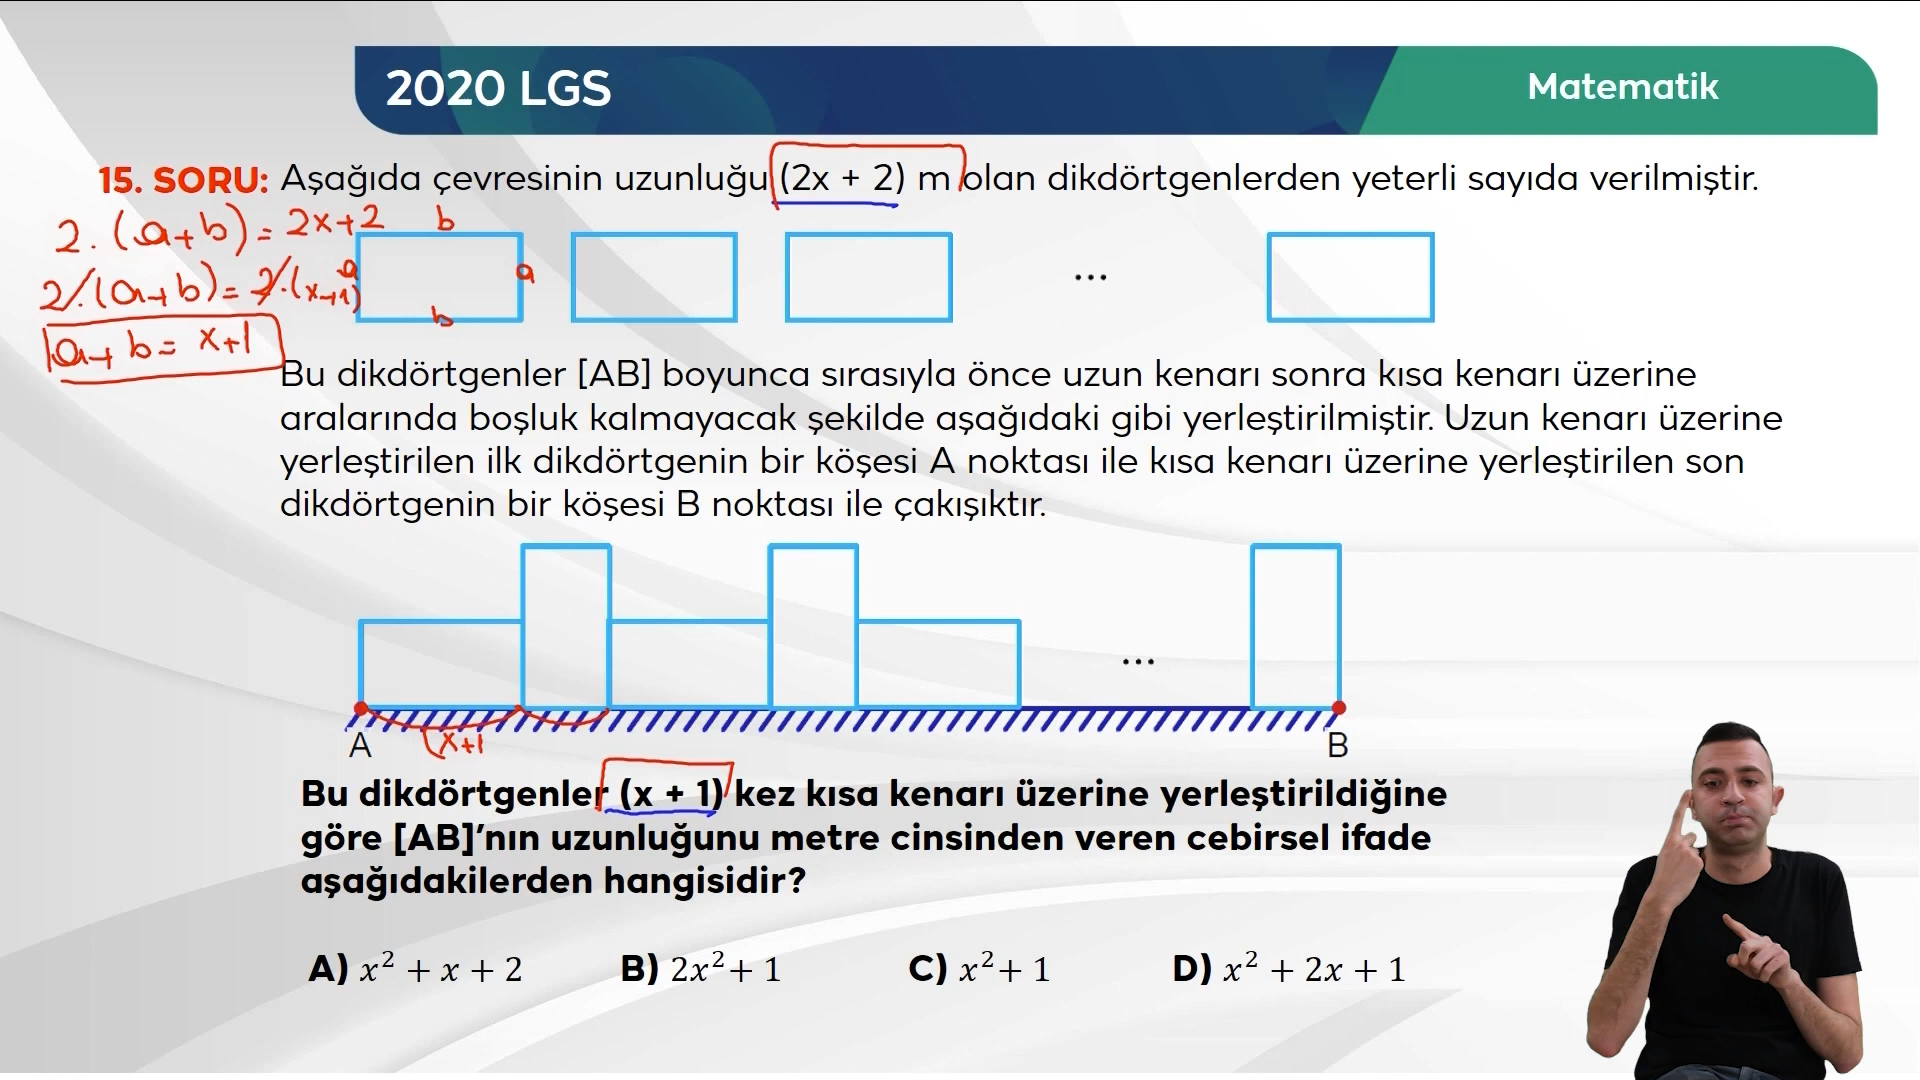 2020 LGS
Matematik
15. SORU: Aşağıda çevresinin uzunluğu (2x + 2) m olan dikdörtgenlerden yeterli sayıda verilmiştir.
2.(a+b) = 2x+2
b
2.(a+b) = 2.(x+1)
a
a
...
b
a+b = x+1
Bu dikdörtgenler [AB] boyunca sırasıyla önce uzun kenarı sonra kısa kenarı üzerine
aralarında boşluk kalmayacak şekilde aşağıdaki gibi yerleştirilmiştir. Uzun kenarı üzerine
yerleştirilen ilk dikdörtgenin bir köşesi A noktası ile kısa kenarı üzerine yerleştirilen son
dikdörtgenin bir köşesi B noktası ile çakışıktır.
...
A
(x+1
B
Bu dikdörtgenler (x + 1) kez kısa kenarı üzerine yerleştirildiğine
göre [AB]’nın uzunluğunu metre cinsinden veren cebirsel ifade
aşağıdakilerden hangisidir?
A) x² + x + 2 B) 2x² + 1 C) x² + 1 D) x² + 2x + 1